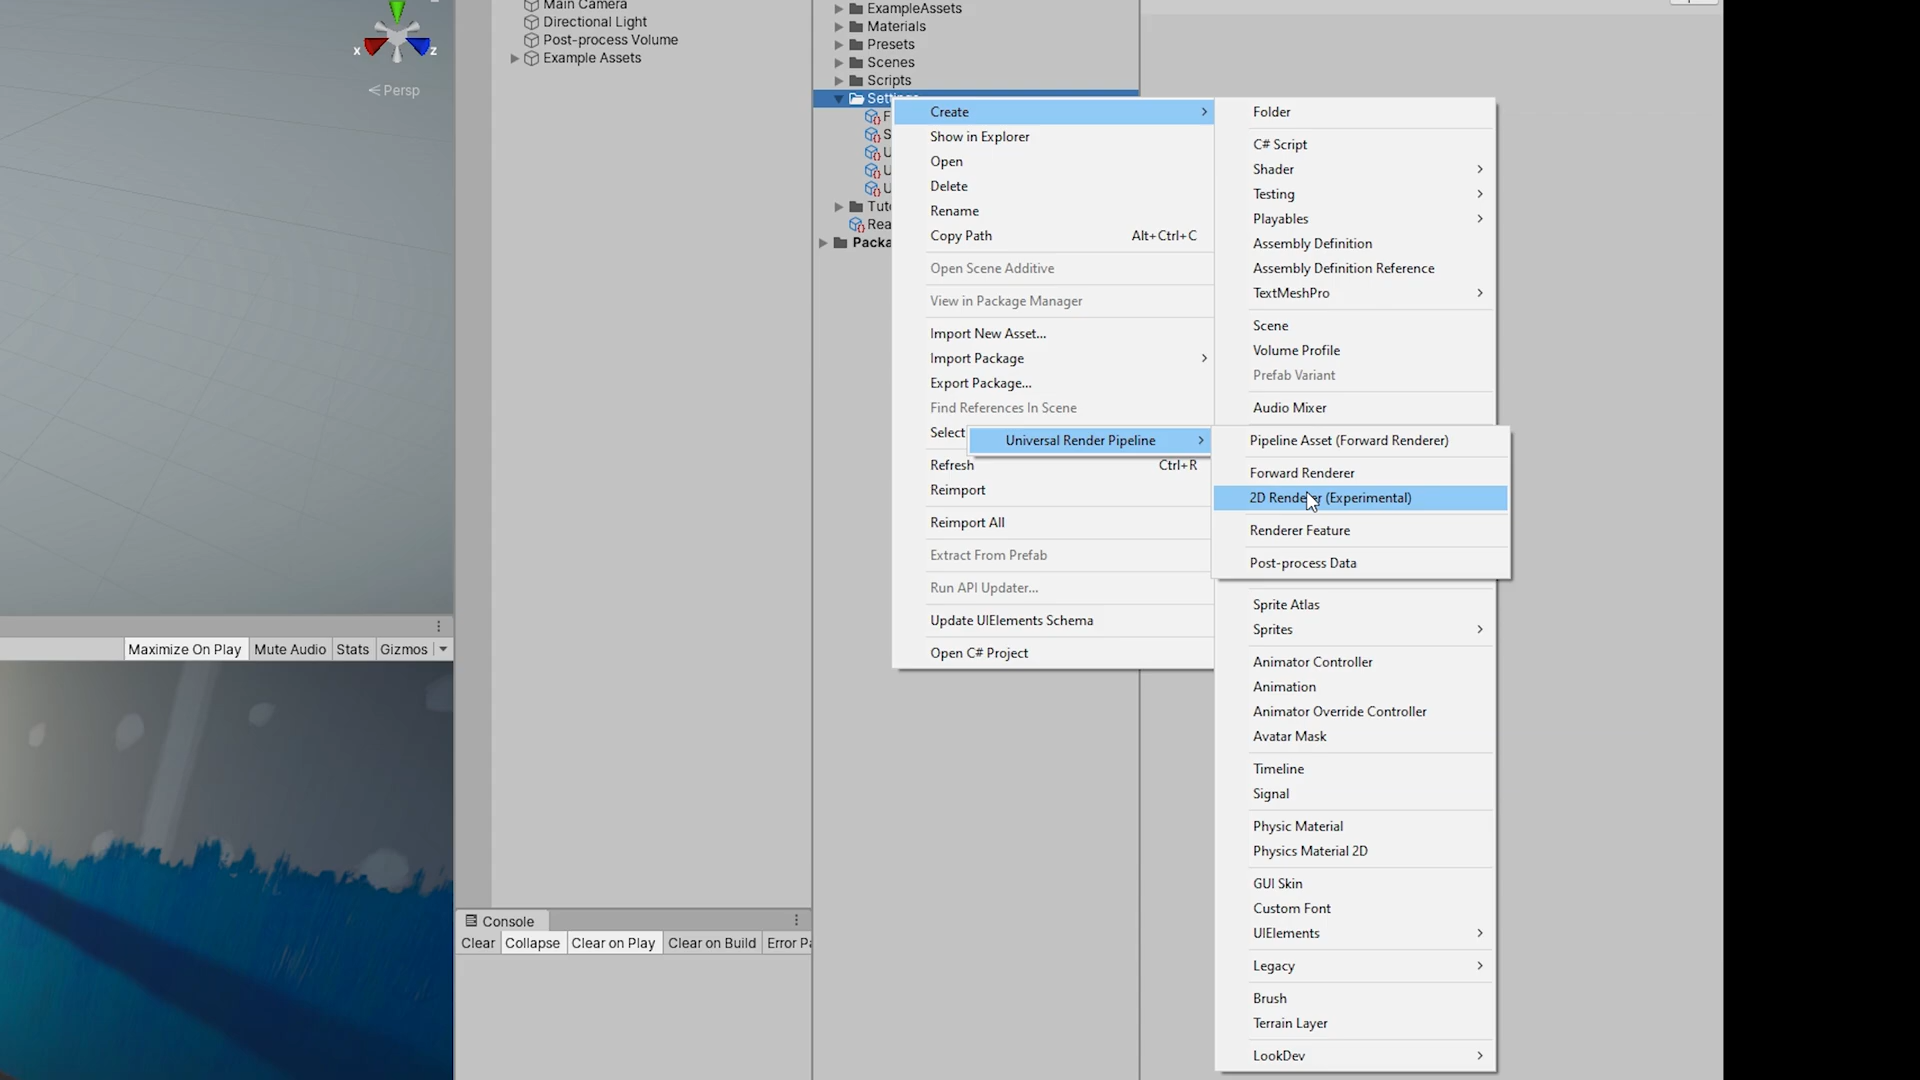 Main Camera
Directional Light
Post-process Volume
Example Assets
x
z
Persp
Maximize On Play
Mute Audio
Stats
Gizmos
Console
Clear
Collapse
Clear on Play
Clear on Build
ExampleAssets
Materials
Presets
Scenes
Scripts
Create
Show in Explorer
Open
Delete
Rename
Copy Path Alt+Ctrl+C
Open Scene Additive
View in Package Manager
Import New Asset...
Import Package
Export Package...
Find References In Scene
Select
Refresh Ctrl+R
Reimport
Reimport All
Extract From Prefab
Run API Updater...
Update UIElements Schema
Open C# Project
Folder
C# Script
Shader
Testing
Playables
Assembly Definition
Assembly Definition Reference
TextMeshPro
Scene
Volume Profile
Prefab Variant
Audio Mixer
Universal Render Pipeline
Pipeline Asset (Forward Renderer)
Forward Renderer
2D Renderer (Experimental)
Renderer Feature
Post-process Data
Sprite Atlas
Sprites
Animator Controller
Animation
Animator Override Controller
Avatar Mask
Timeline
Signal
Physic Material
Physics Material 2D
GUI Skin
Custom Font
UIElements
Legacy
Brush
Terrain Layer
LookDev